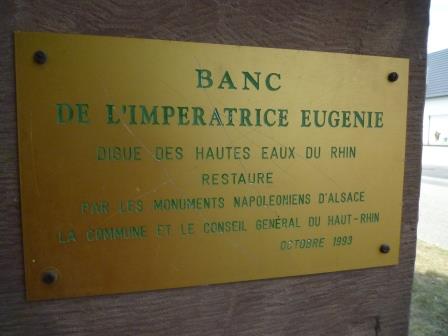 BANC
DE L'IMPERATRICE EUGENIE
DIGUE DES HAUTES EAUX DU RHIN
RESTAURE
PAR LES MONUMENTS NAPOLEONIENS D'ALSACE
LA COMMUNE ET LE CONSEIL GENERAL DU HAUT-RHIN
OCTOBRE 1993